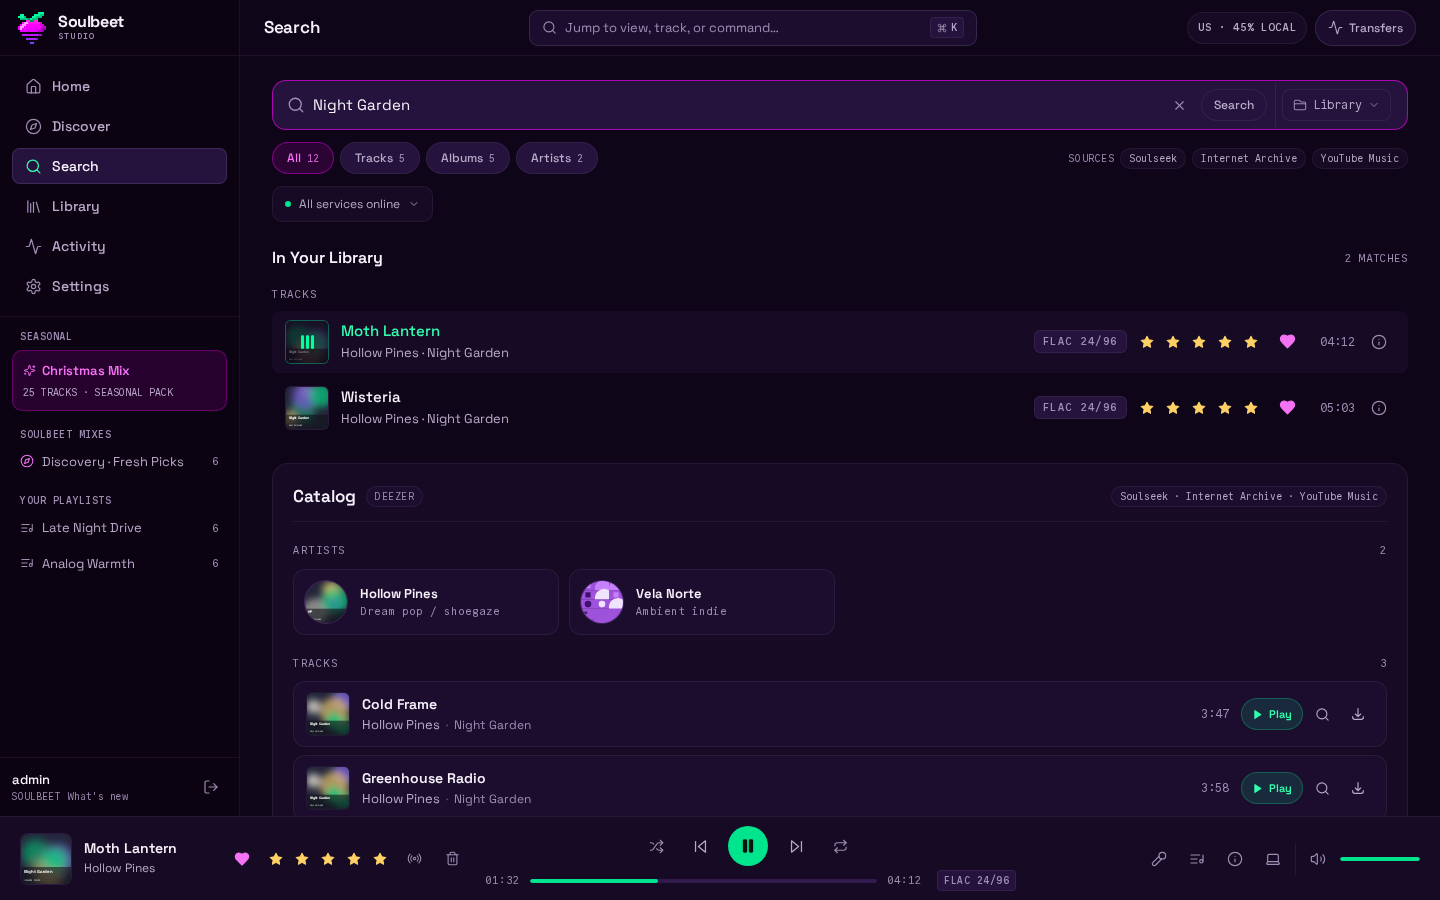 Soulbeet
STUDIO
Search
Jump to view, track, or command...
⌘ K
US · 45% LOCAL
Transfers
Home
Discover
Search
Library
Activity
Settings
SEASONAL
Christmas Mix
25 TRACKS · SEASONAL PACK
SOULBEET MIXES
Discovery · Fresh Picks 6
YOUR PLAYLISTS
Late Night Drive 6
Analog Warmth 6
admin
SOULBEET What's new
Night Garden
Search
Library
All 12
Tracks 5
Albums 5
Artists 2
SOURCES
Soulseek
Internet Archive
YouTube Music
All services online
In Your Library
2 MATCHES
TRACKS
Moth Lantern
Hollow Pines · Night Garden
FLAC 24/96
04:12
Wisteria
Hollow Pines · Night Garden
FLAC 24/96
05:03
Catalog
DEEZER
Soulseek · Internet Archive · YouTube Music
ARTISTS
2
Hollow Pines
Dream pop / shoegaze
Vela Norte
Ambient indie
TRACKS
3
Cold Frame
Hollow Pines · Night Garden
3:47
Play
Greenhouse Radio
Hollow Pines · Night Garden
3:58
Play
Moth Lantern
Hollow Pines
01:32
04:12
FLAC 24/96